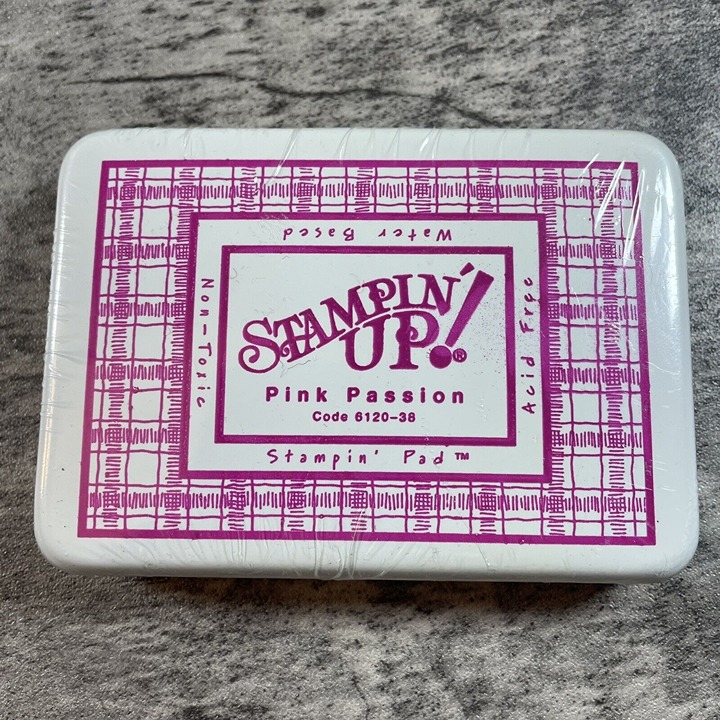 Water Based
Non-Toxic
STAMPIN'
UP!®
Pink Passion
Code 6120-38
Acid Free
Stampin' Pad™